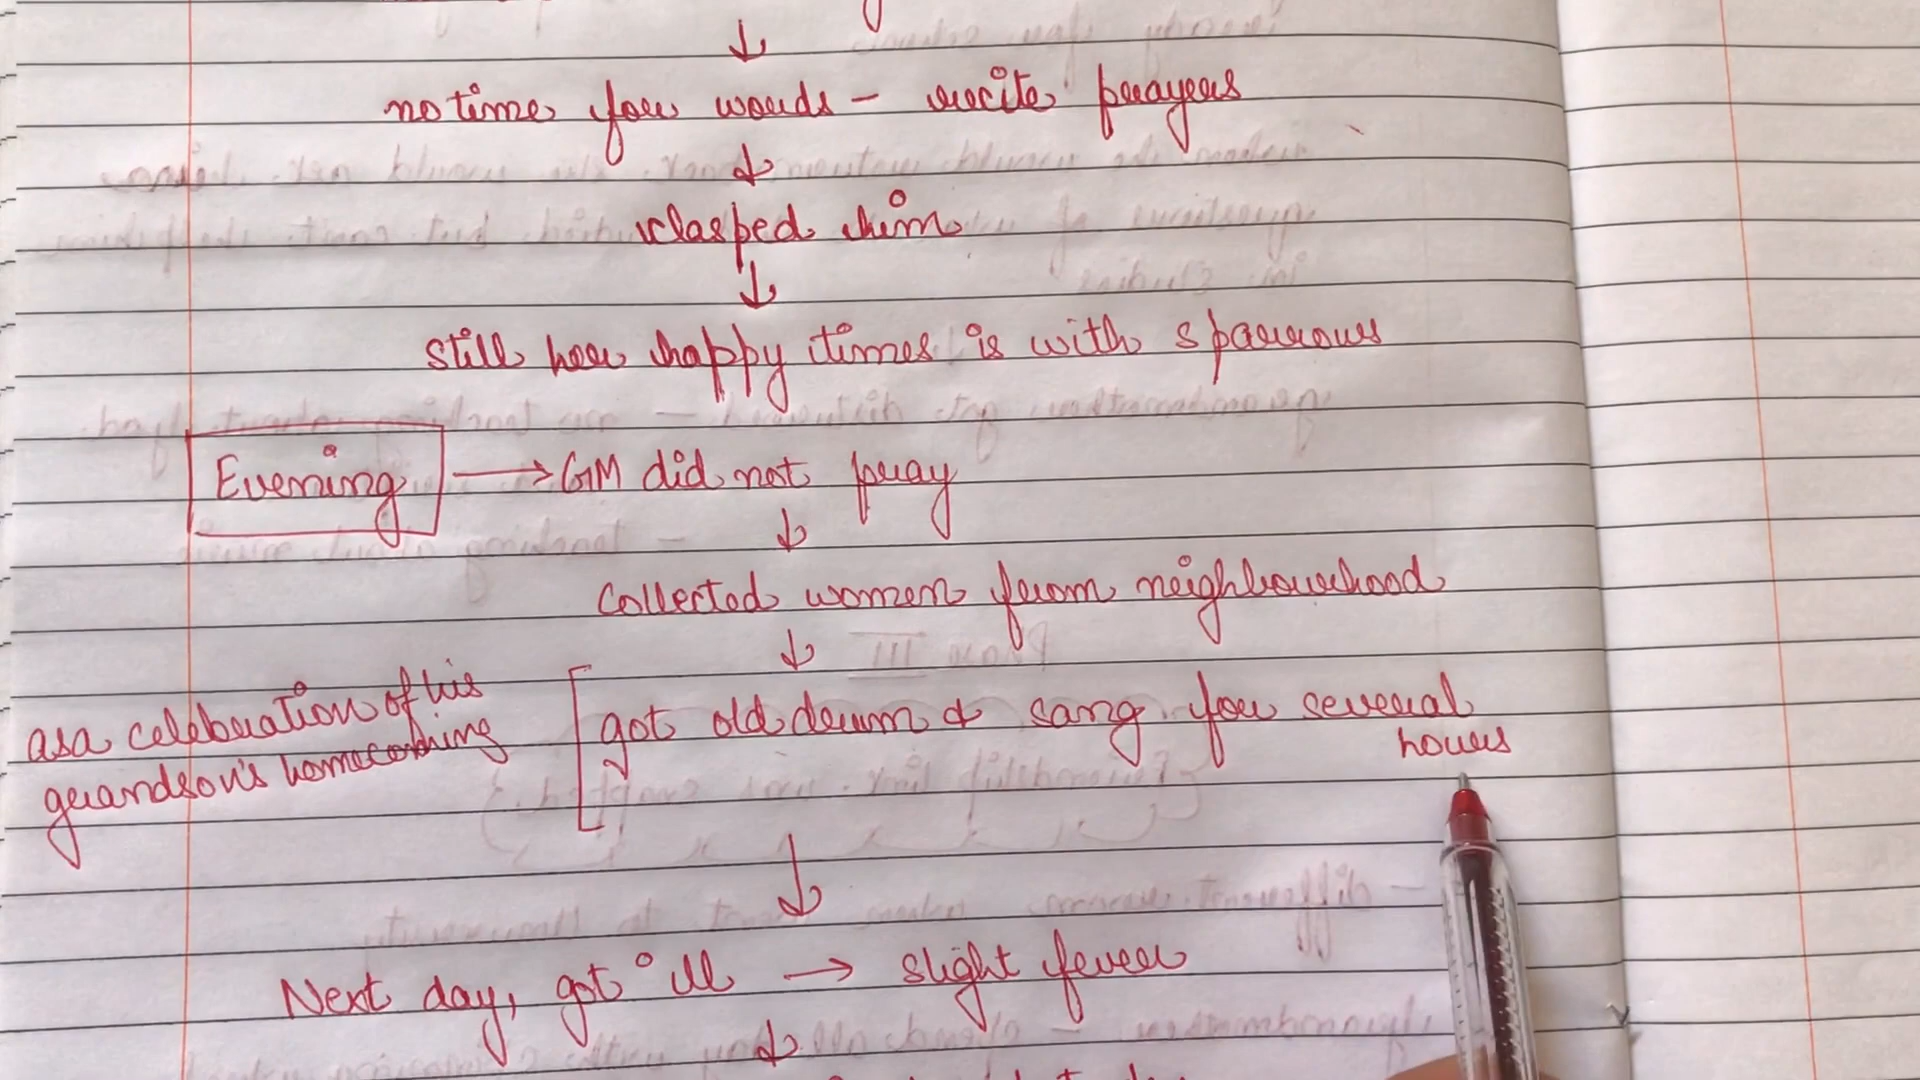 ↓
no time for words - recite prayers
↓
clasped him
↓
still her happy times is with sparrows
Evening → GM did not pray
↓
Collected women from neighbourhood
↓
as a celebration of his
grandson's homecoming
[ got old drum & sang for several
hours
↓
Next day, got ill → slight fever
↓